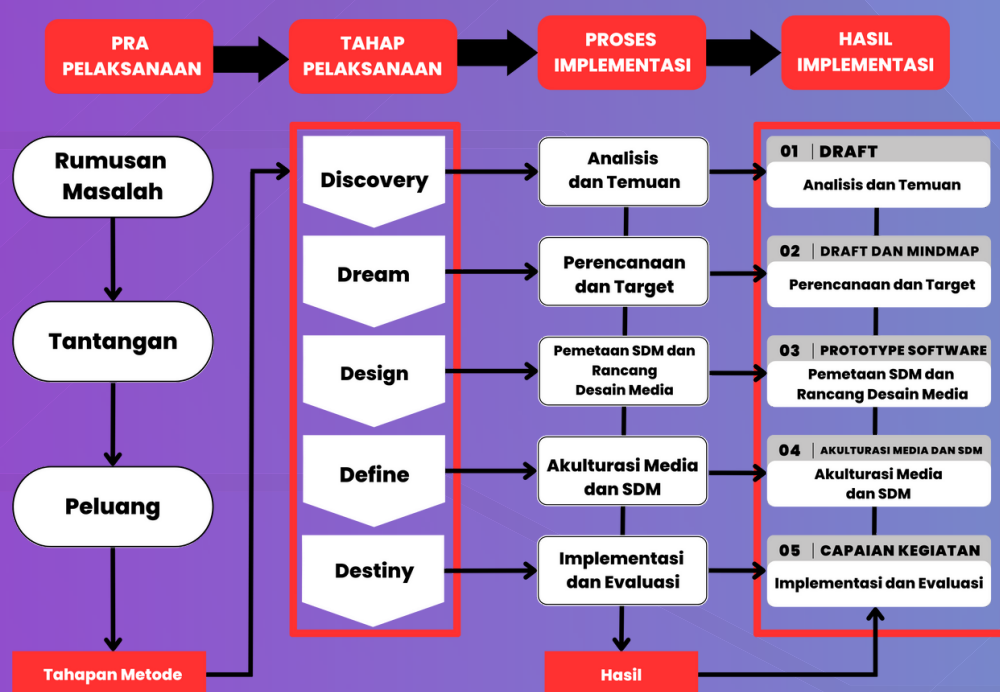 PRA
PELAKSANAAN
TAHAP
PELAKSANAAN
PROSES
IMPLEMENTASI
HASIL
IMPLEMENTASI
Rumusan
Masalah
Tantangan
Peluang
Tahapan Metode
Discovery
Dream
Design
Define
Destiny
Analisis
dan Temuan
Perencanaan
dan Target
Pemetaan SDM dan
Rancang
Desain Media
Akulturasi Media
dan SDM
Implementasi
dan Evaluasi
Hasil
01 | DRAFT
Analisis dan Temuan
02 | DRAFT DAN MINDMAP
Perencanaan dan Target
03 | PROTOTYPE SOFTWARE
Pemetaan SDM dan
Rancang Desain Media
04 | AKULTURASI MEDIA DAN SDM
Akulturasi Media
dan SDM
05 | CAPAIAN KEGIATAN
Implementasi dan Evaluasi